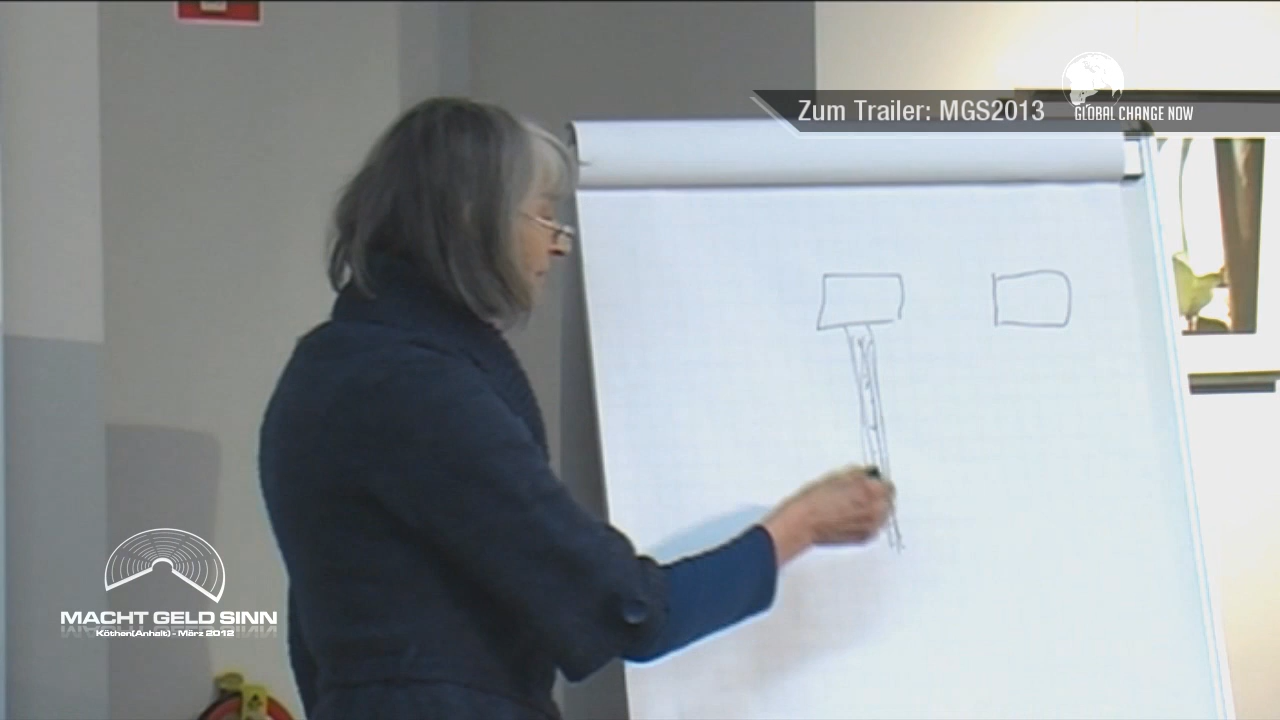 Zum Trailer: MGS2013
GLOBAL CHANGE NOW
MACHT GELD SINN
Köthen(Anhalt) - März 2012